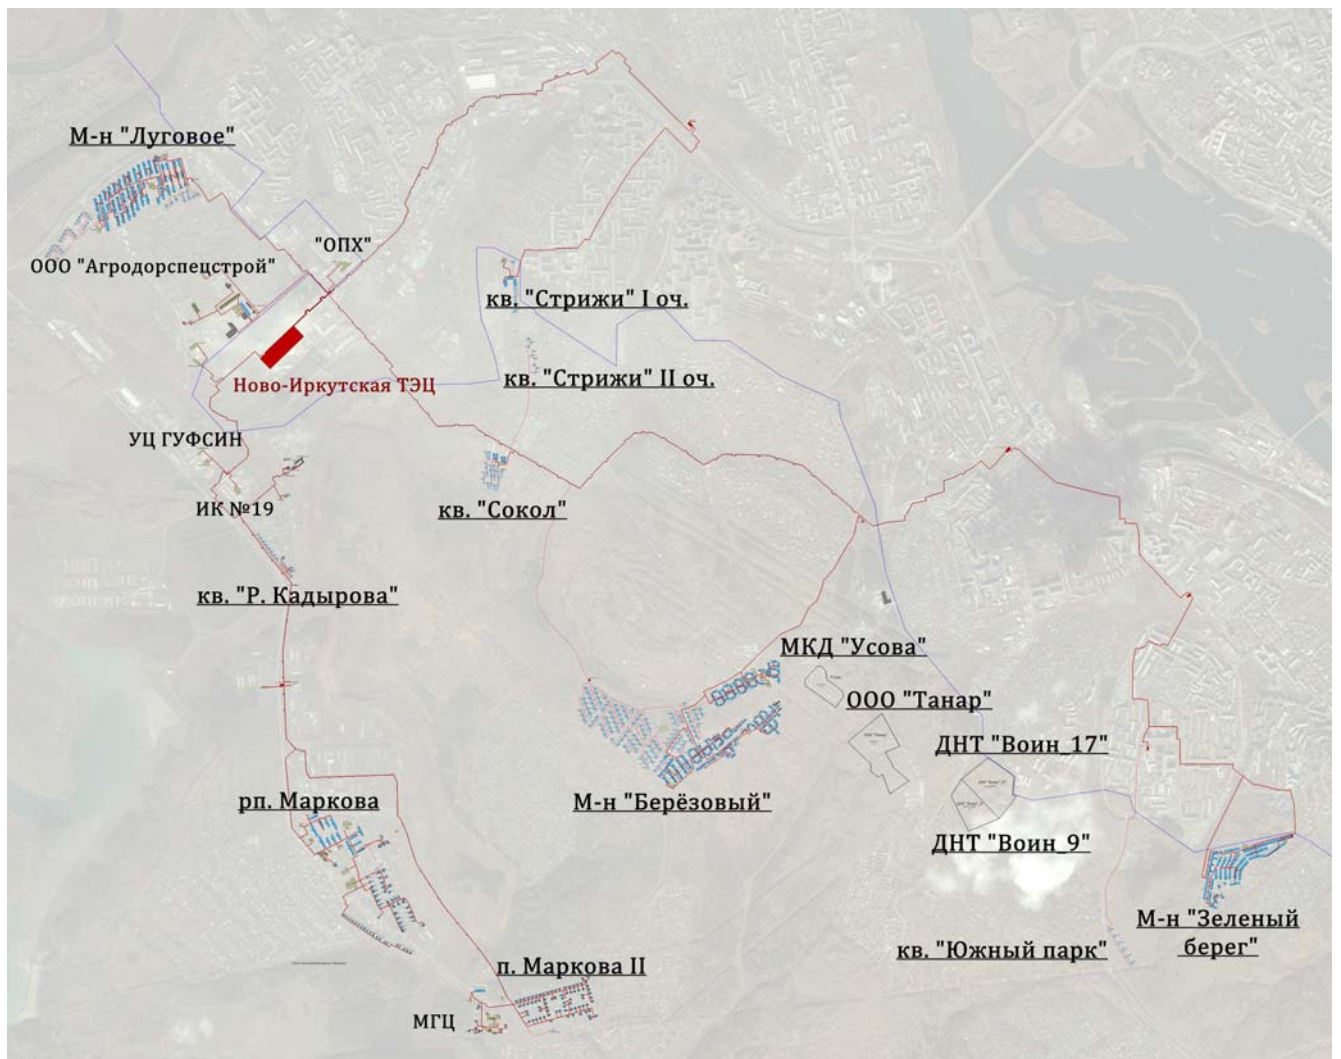 М-н "Луговое"
"ОПХ"
ООО "Агродорспецстрой"
кв. "Стрижи" I оч.
Ново-Иркутская ТЭЦ
кв. "Стрижи" II оч.
УЦ ГУФСИН
ИК №19
кв. "Сокол"
кв. "Р. Кадырова"
МКД "Усова"
ООО "Танар"
ДНТ "Воин_17"
рп. Маркова
М-н "Берёзовый"
ДНТ "Воин_9"
М-н "Зеленый
берег"
кв. "Южный парк"
п. Маркова II
МГЦ